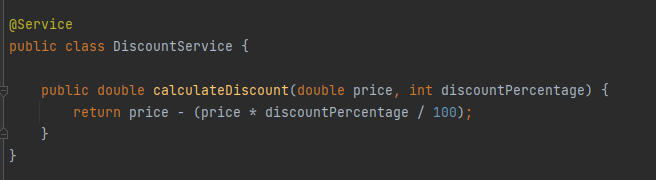 @Service
public class DiscountService {
public double calculateDiscount(double price, int discountPercentage) {
return price - (price * discountPercentage / 100);
}
}